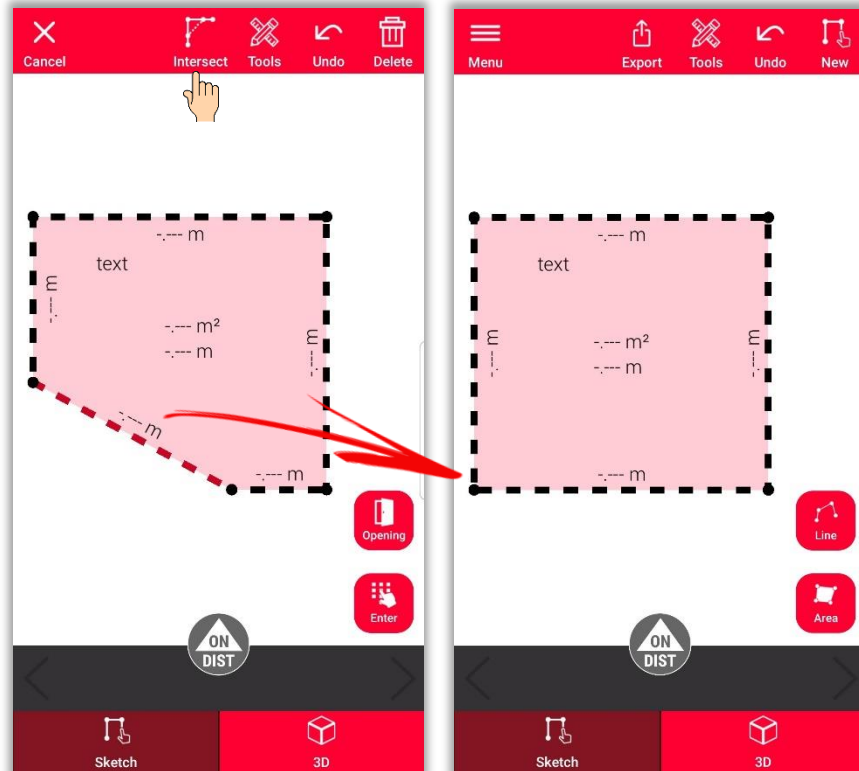 Cancel
Intersect
Tools
Undo
Delete
-.--- m
text
-.--- m
-.--- m²
-.--- m
-.--- m
-.--- m
-.--- m
Opening
Enter
ON
DIST
Sketch
3D
Menu
Export
Tools
Undo
New
-.--- m
text
-.--- m
-.--- m²
-.--- m
-.--- m
-.--- m
Line
Area
ON
DIST
Sketch
3D